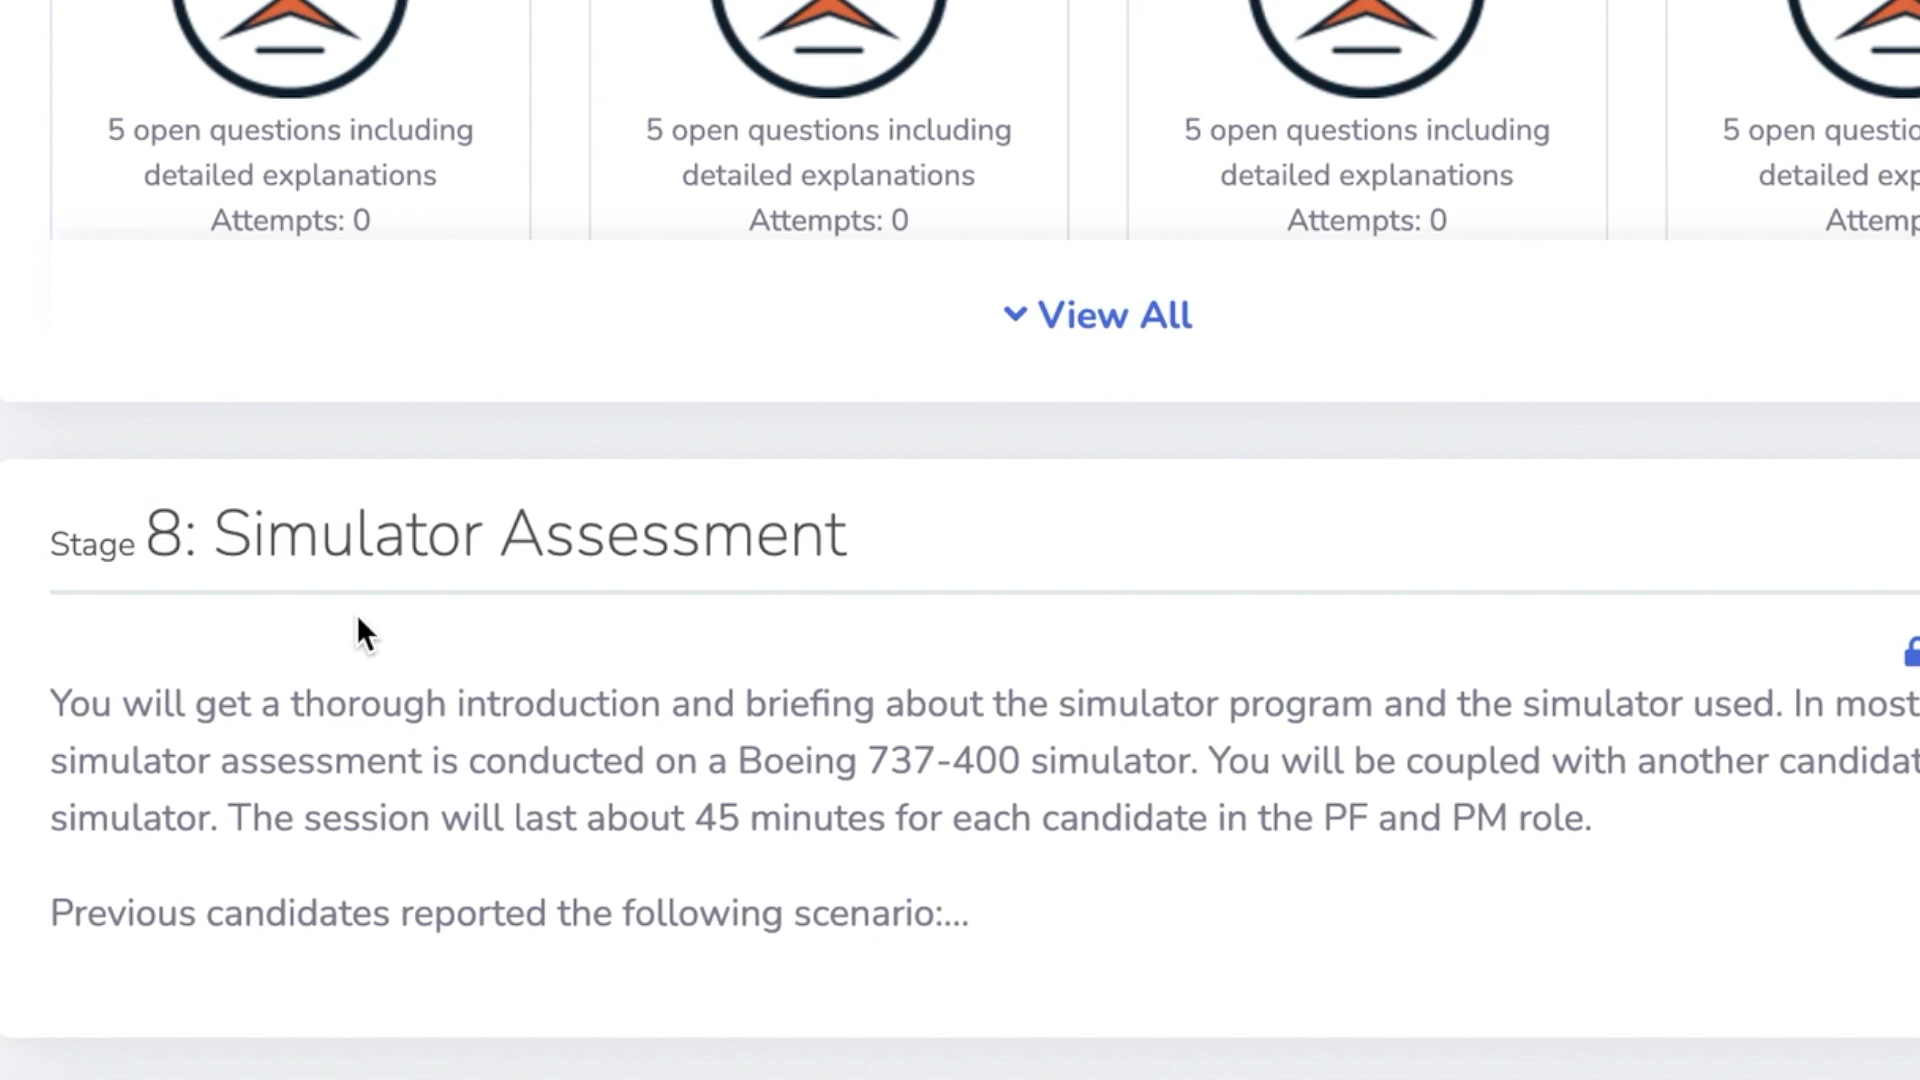 5 open questions including
detailed explanations
Attempts: 0
5 open questions including
detailed explanations
Attempts: 0
5 open questions including
detailed explanations
Attempts: 0
5 open
detailed
View All
Stage 8: Simulator Assessment
You will get a thorough introduction and briefing about the simulator program and the simulator used. In most
simulator assessment is conducted on a Boeing 737-400 simulator. You will be coupled with another
simulator. The session will last about 45 minutes for each candidate in the PF and PM role.
Previous candidates reported the following scenario:...